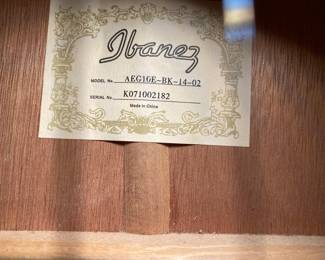 Ibanez
MODEL No. AEG10E-BK-14-02
SERIAL No. K071002182
Made in China